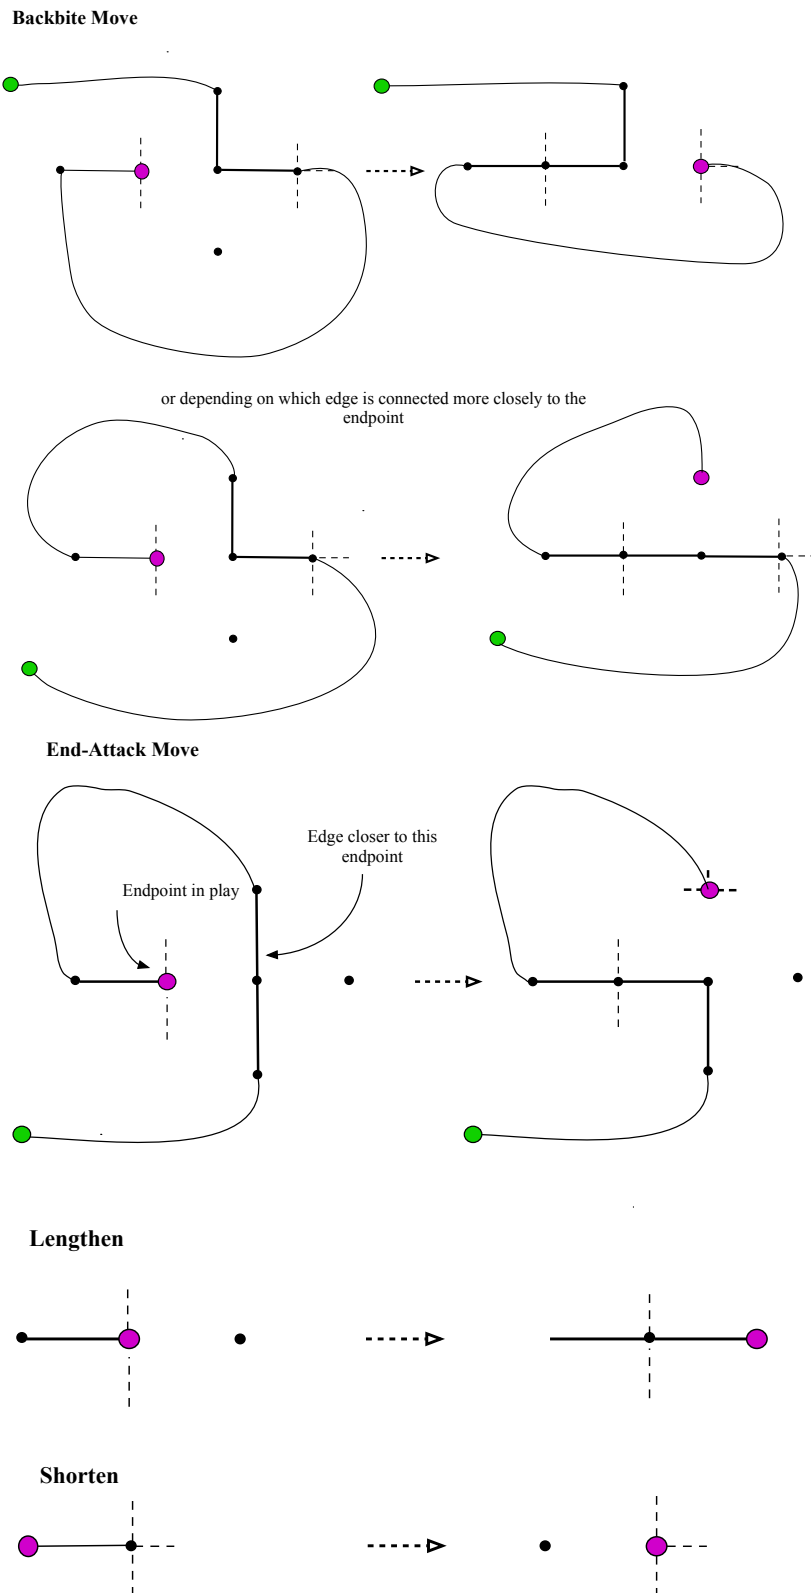 Backbite Move
or depending on which edge is connected more closely to the
endpoint
End-Attack Move
Edge closer to this
endpoint
Endpoint in play
Lengthen
Shorten